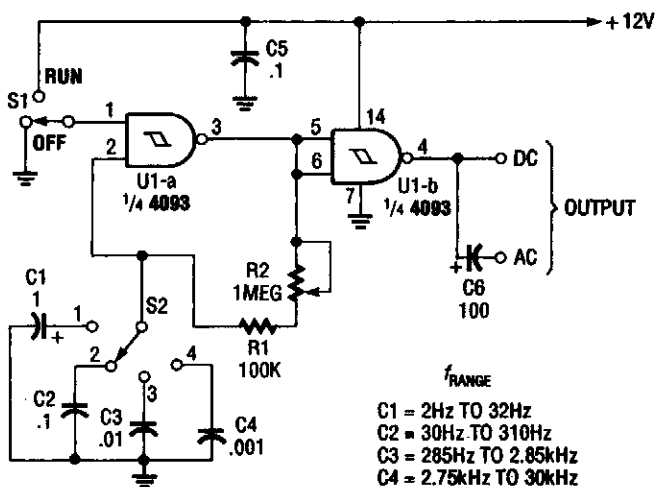 +12V
C5
.1
RUN
S1
OFF
1
2
3
U1-a
1/4 4093
5
6
14
4
7
U1-b
1/4 4093
DC
OUTPUT
AC
+
C6
100
R2
1MEG
R1
100K
C1
1
+
S2
1
2
3
4
C2
.1
C3
.01
C4
.001
fRANGE
C1 = 2Hz TO 32Hz
C2 = 30Hz TO 310Hz
C3 = 285Hz TO 2.85kHz
C4 = 2.75kHz TO 30kHz